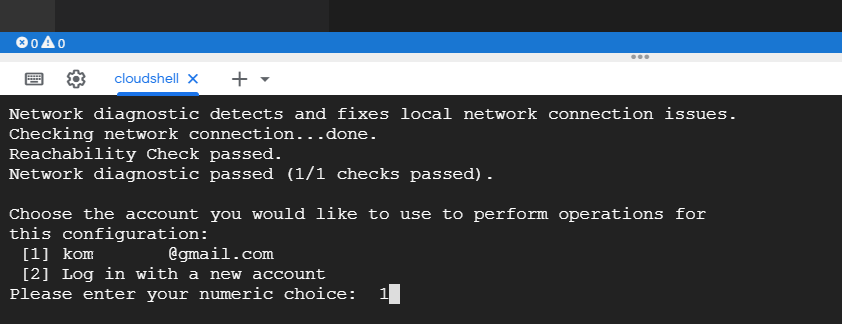 0 0
cloudshell
Network diagnostic detects and fixes local network connection issues.
Checking network connection...done.
Reachability Check passed.
Network diagnostic passed (1/1 checks passed).
Choose the account you would like to use to perform operations for
this configuration:
[1] kom @gmail.com
[2] Log in with a new account
Please enter your numeric choice: 1